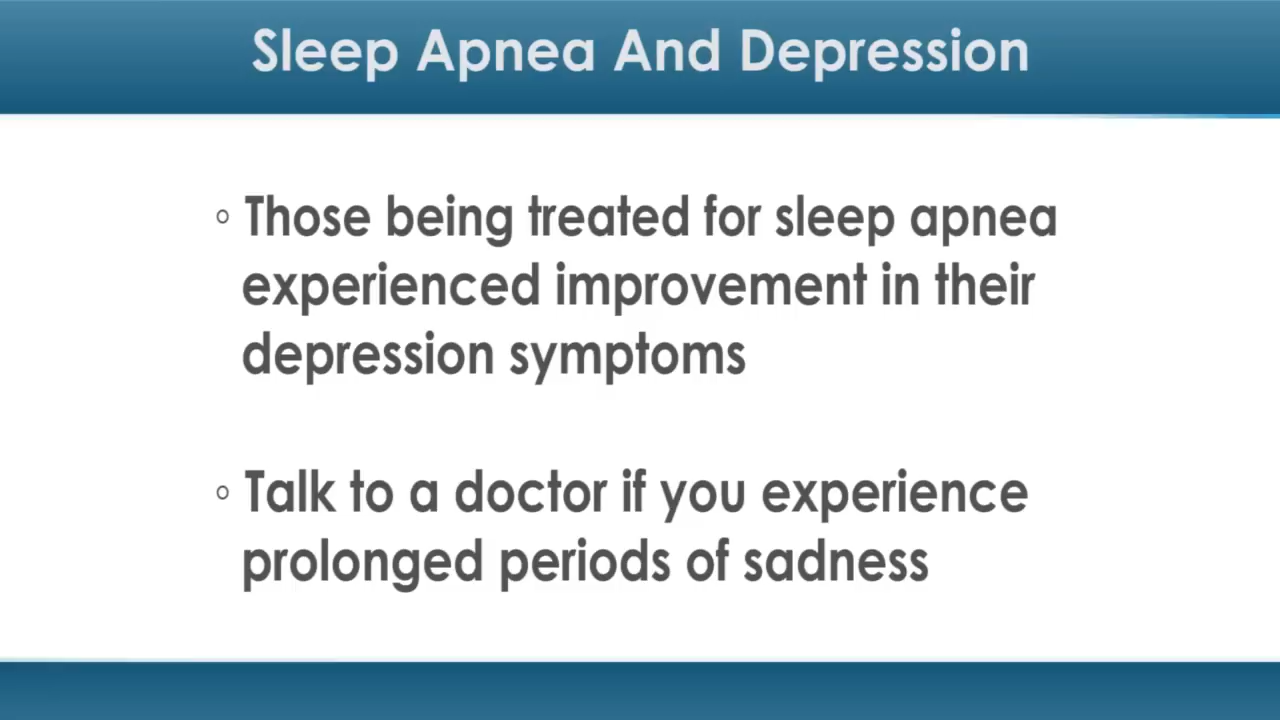 Sleep Apnea And Depression
◦ Those being treated for sleep apnea
experienced improvement in their
depression symptoms
◦ Talk to a doctor if you experience
prolonged periods of sadness